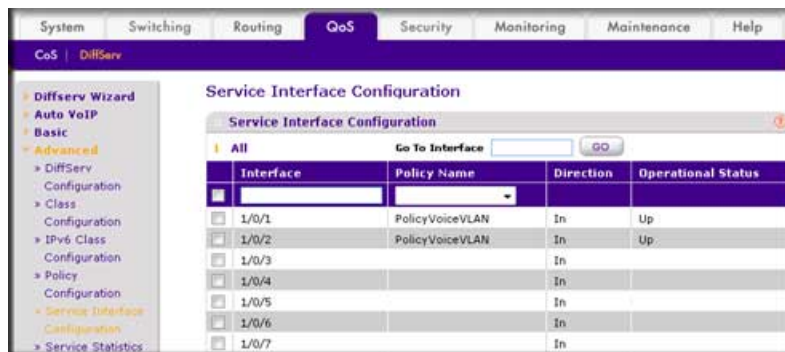 System Switching Routing QoS Security Monitoring Maintenance Help
CoS | DiffServ
Diffserv Wizard
Auto VoIP
Basic
Advanced
» DiffServ
Configuration
» Class
Configuration
» IPv6 Class
Configuration
» Policy
Configuration
» Service Interface
Configuration
» Service Statistics
Service Interface Configuration
Service Interface Configuration
1 All Go To Interface GO
Interface Policy Name Direction Operational Status
1/0/1 PolicyVoiceVLAN In Up
1/0/2 PolicyVoiceVLAN In Up
1/0/3 In
1/0/4 In
1/0/5 In
1/0/6 In
1/0/7 In